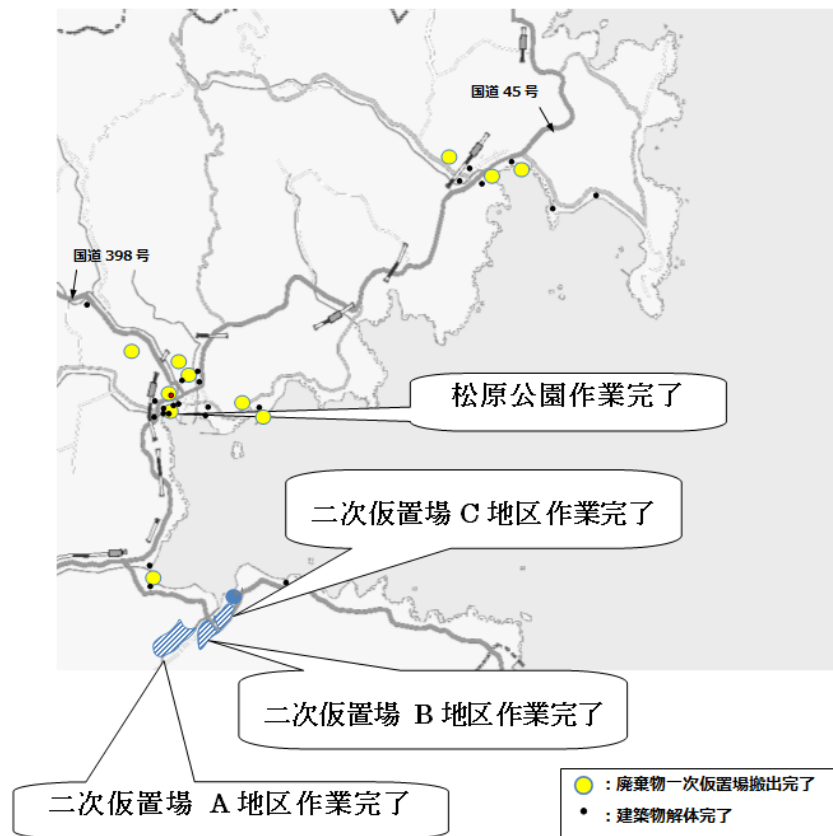 国道 45 号
国道 398 号
松原公園作業完了
二次仮置場 C 地区作業完了
二次仮置場 B 地区作業完了
二次仮置場 A 地区作業完了
：廃棄物一次仮置場搬出完了
：建築物解体完了